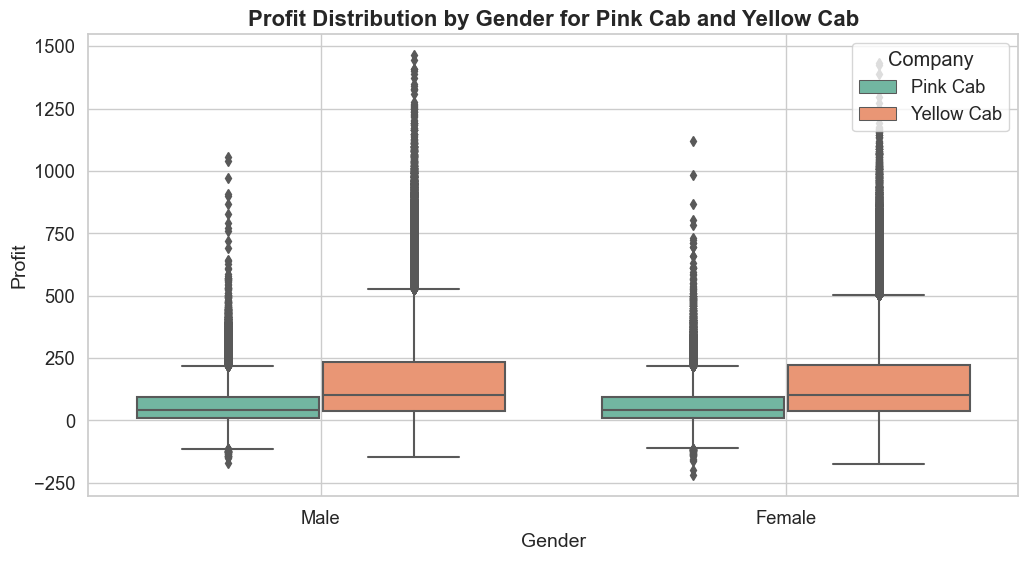 Profit Distribution by Gender for Pink Cab and Yellow Cab
Company
Pink Cab
Yellow Cab
Profit
1500
1250
1000
750
500
250
0
−250
Male
Female
Gender